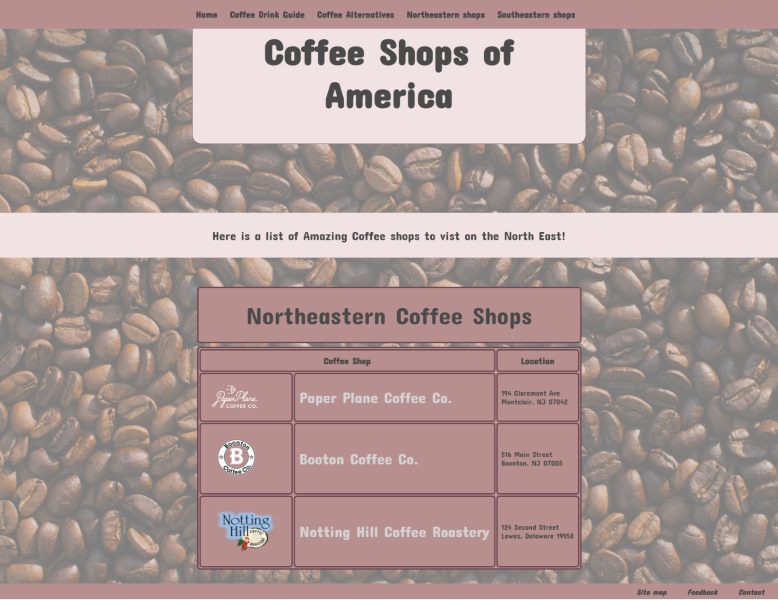 Home Coffee Drink Guide Coffee Alternatives Northeastern shops Southeastern shops
Coffee Shops of
America
Here is a list of Amazing Coffee shops to vist on the North East!
Northeastern Coffee Shops
Coffee Shop Location
Paper Plane
COFFEE CO.
Paper Plane Coffee Co.
194 Claremont Ave
Montclair, NJ 07042
Boonton
B
Coffee Co.
Booton Coffee Co.
516 Main Street
Boonton, NJ 07005
Notting
Hill
COFFEE
ROASTERY
Notting Hill Coffee Roastery
124 Second Street
Lewes, Delaware 19958
Site map Feedback Contact